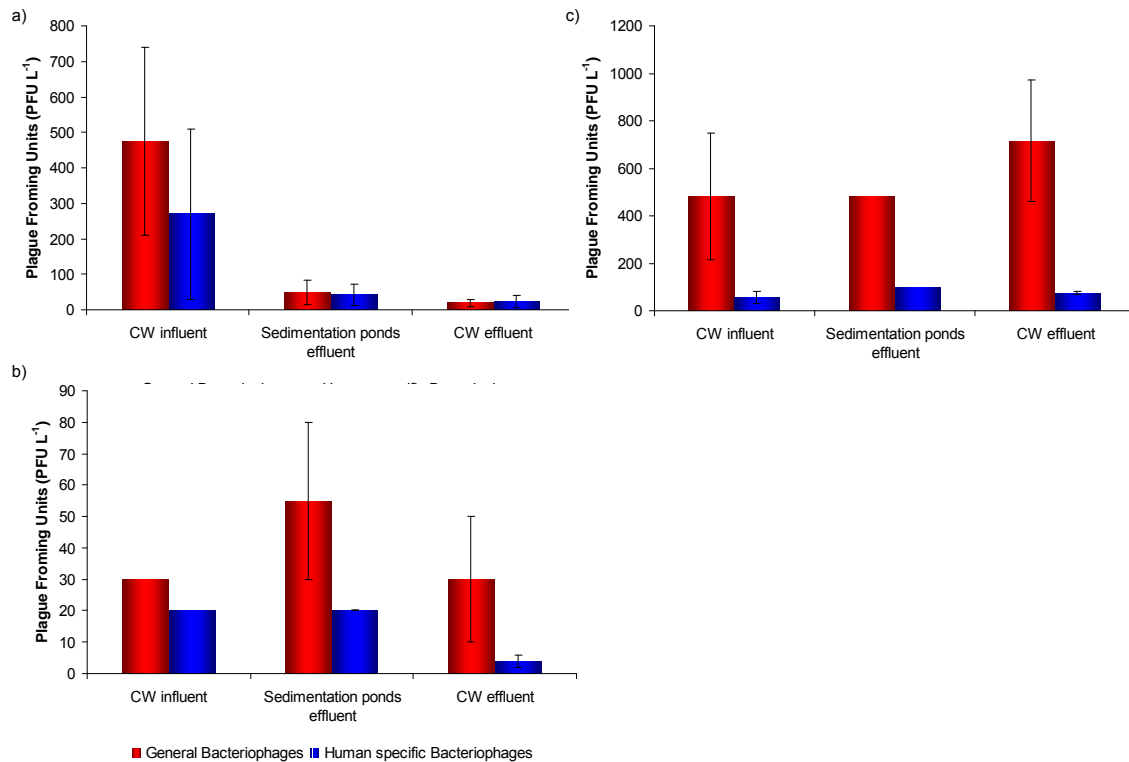 a)
Plague Froming Units (PFU L-1)
800
700
600
500
400
300
200
100
0
CW influent
Sedimentation ponds
effluent
CW effluent
c)
Plague Froming Units (PFU L-1)
1200
1000
800
600
400
200
0
CW influent
Sedimentation ponds
effluent
CW effluent
b)
Plague Froming Units (PFU L-1)
90
80
70
60
50
40
30
20
10
0
CW influent
Sedimentation ponds
effluent
CW effluent
General Bacteriophages
Human specific Bacteriophages